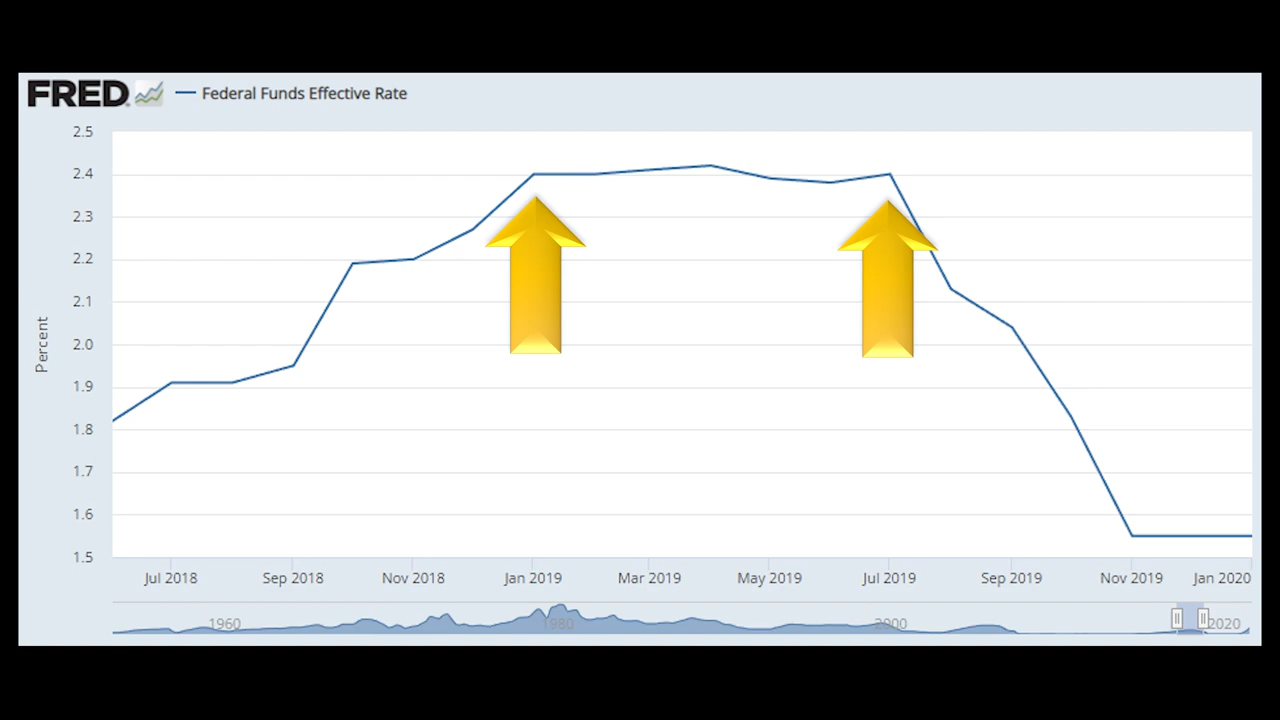 FRED Federal Funds Effective Rate
2.5
2.4
2.3
2.2
2.1
2.0
1.9
1.8
1.7
1.6
1.5
Percent
Jul 2018 Sep 2018 Nov 2018 Jan 2019 Mar 2019 May 2019 Jul 2019 Sep 2019 Nov 2019 Jan 2020
1960 1980 2000 2020